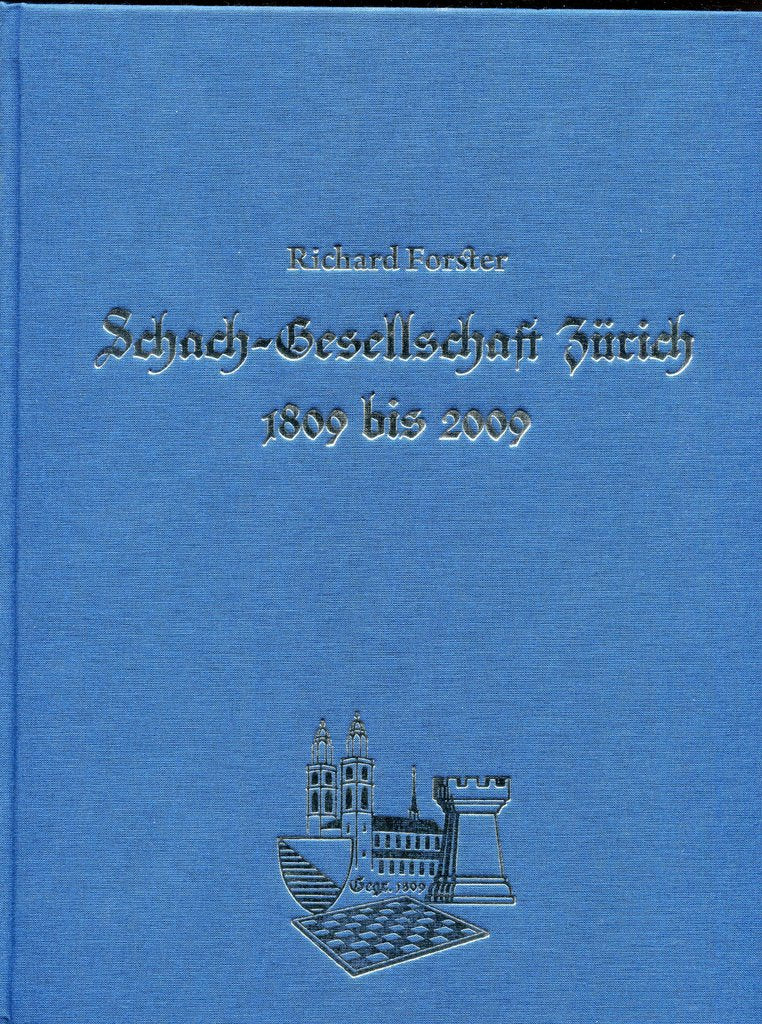 Richard Forster
Schach-Gesellschaft Zürich
1809 bis 2009
Gegr. 1809